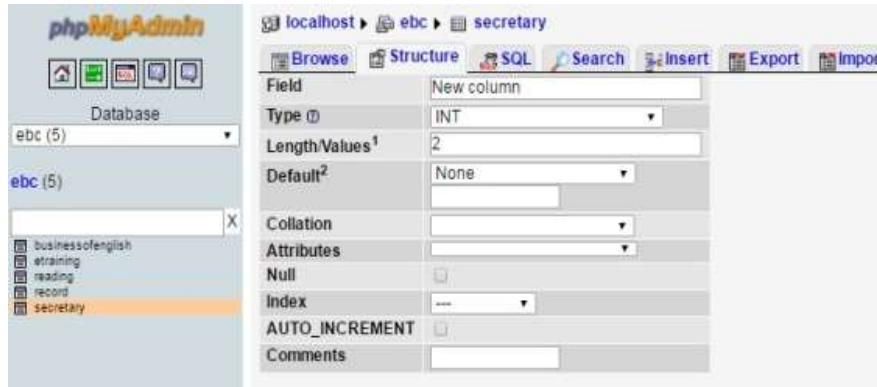 phpMyAdmin
Database
ebc (5)
ebc (5)
X
businessofenglish
etraining
reading
record
secretary
localhost ▸ ebc ▸ secretary
Browse Structure SQL Search Insert Export Impor
Field New column
Type INT
Length/Values1 2
Default2 None
Collation
Attributes
Null
Index ---
AUTO_INCREMENT
Comments